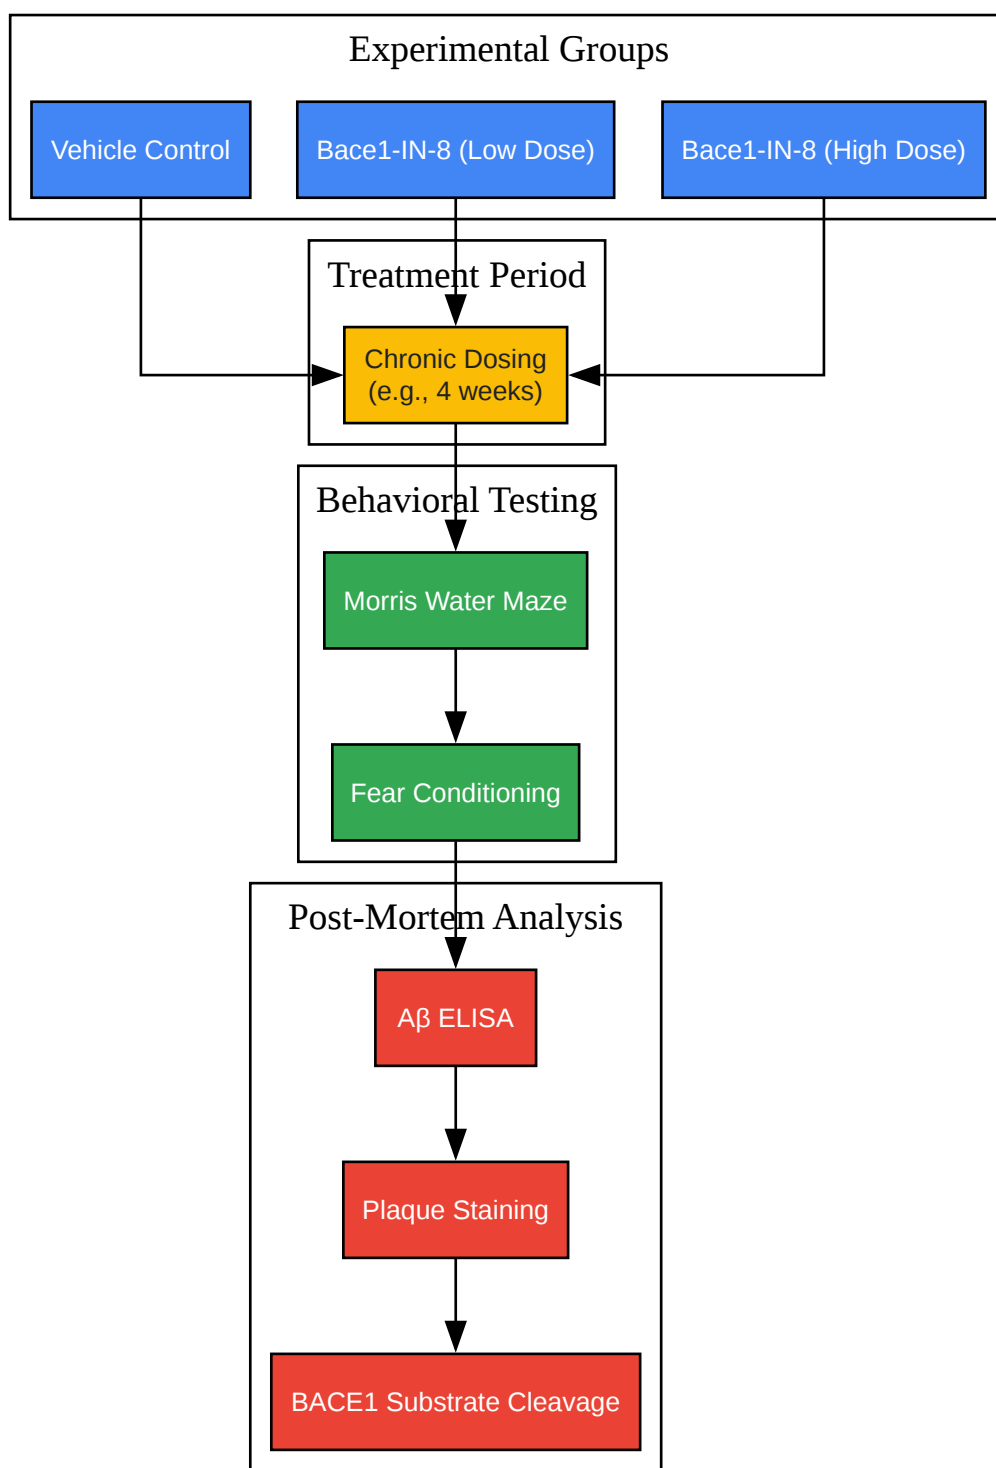 Experimental Groups
Vehicle Control
Bace1-IN-8 (Low Dose)
Bace1-IN-8 (High Dose)
Treatment Period
Chronic Dosing
(e.g., 4 weeks)
Behavioral Testing
Morris Water Maze
Fear Conditioning
Post-Mortem Analysis
Aβ ELISA
Plaque Staining
BACE1 Substrate Cleavage